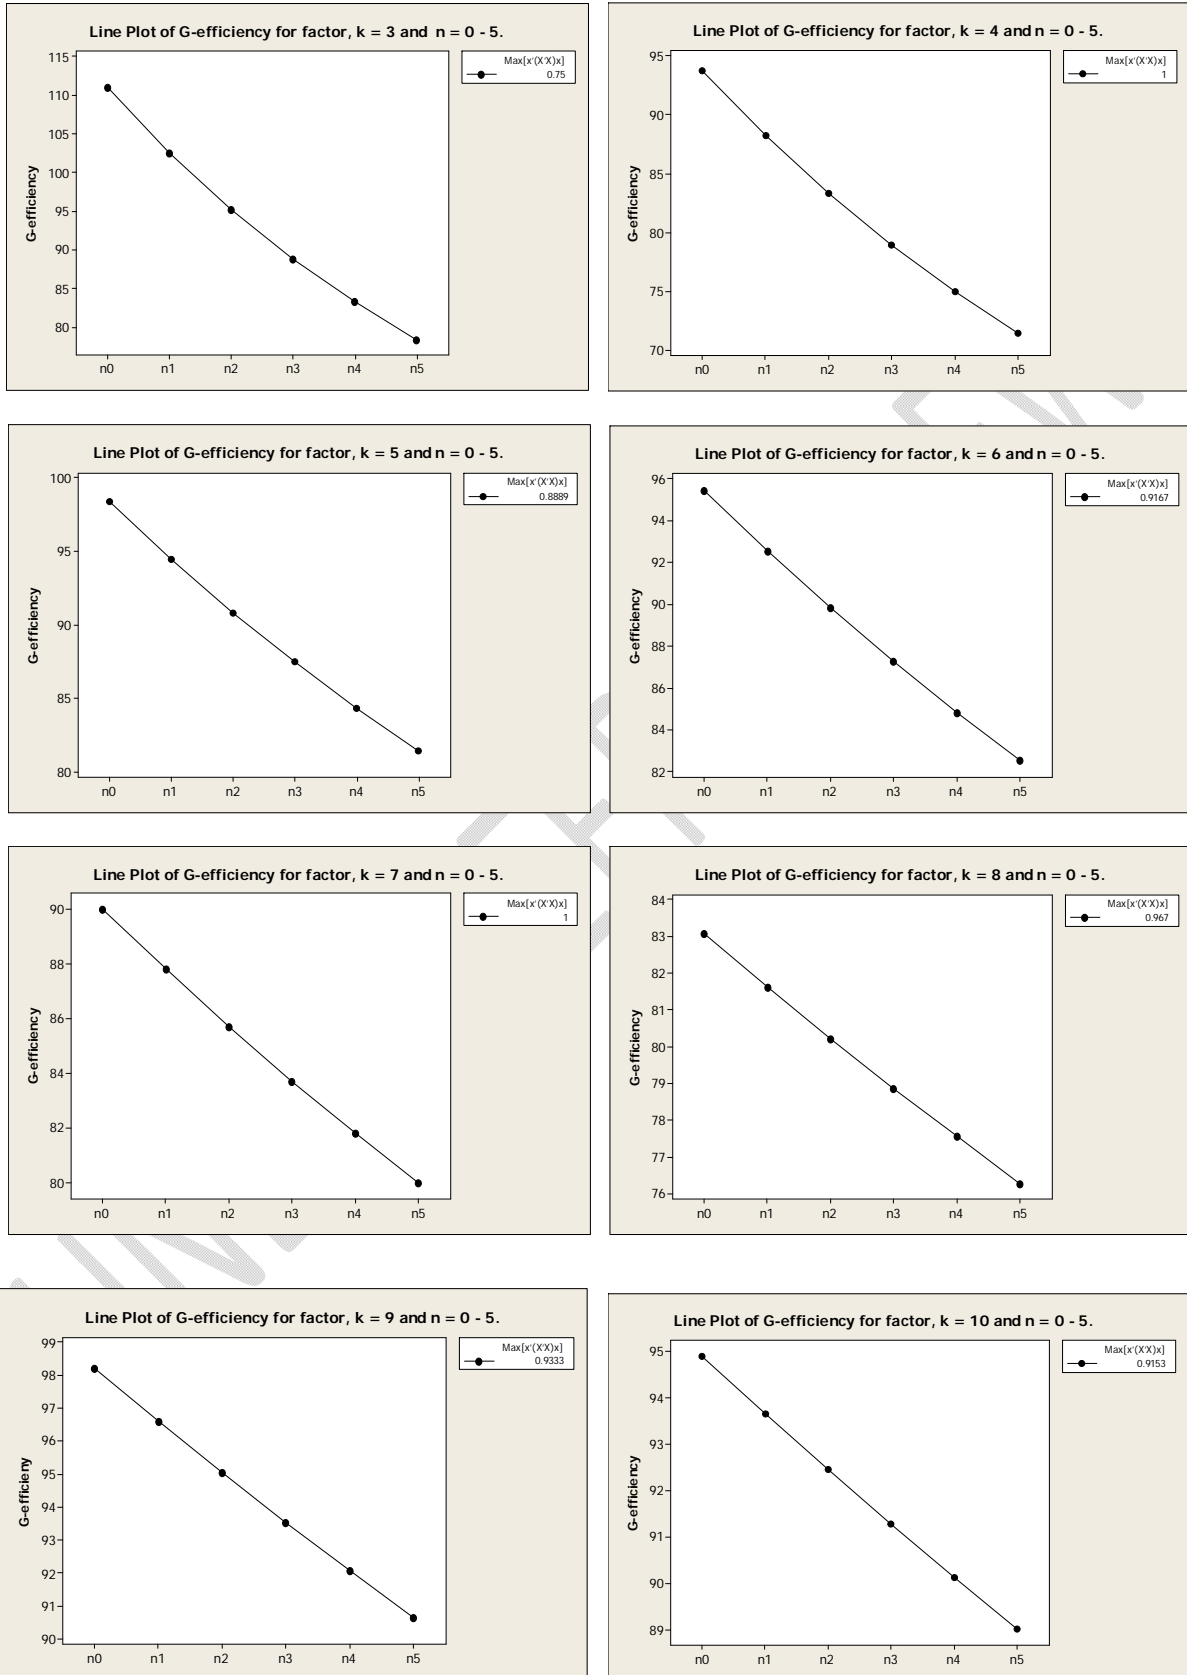 Line Plot of G-efficiency for factor, k = 3 and n = 0 - 5.
Max[x'(X'X)x]
0.75
115
110
105
100
95
90
85
80
G-efficiency
n0 n1 n2 n3 n4 n5
Line Plot of G-efficiency for factor, k = 4 and n = 0 - 5.
Max[x'(X'X)x]
1
95
90
85
80
75
70
G-efficiency
n0 n1 n2 n3 n4 n5
Line Plot of G-efficiency for factor, k = 5 and n = 0 - 5.
Max[x'(X'X)x]
0.8889
100
95
90
85
80
G-efficiency
n0 n1 n2 n3 n4 n5
Line Plot of G-efficiency for factor, k = 6 and n = 0 - 5.
Max[x'(X'X)x]
0.9167
96
94
92
90
88
86
84
82
G-efficiency
n0 n1 n2 n3 n4 n5
Line Plot of G-efficiency for factor, k = 7 and n = 0 - 5.
Max[x'(X'X)x]
1
90
88
86
84
82
80
G-efficiency
n0 n1 n2 n3 n4 n5
Line Plot of G-efficiency for factor, k = 8 and n = 0 - 5.
Max[x'(X'X)x]
0.967
84
83
82
81
80
79
78
77
76
G-efficiency
n0 n1 n2 n3 n4 n5
Line Plot of G-efficiency for factor, k = 9 and n = 0 - 5.
Max[x'(X'X)x]
0.9333
99
98
97
96
95
94
93
92
91
90
G-efficieny
n0 n1 n2 n3 n4 n5
Line Plot of G-efficiency for factor, k = 10 and n = 0 - 5.
Max[x'(X'X)x]
0.9153
95
94
93
92
91
90
89
G-efficiency
n0 n1 n2 n3 n4 n5